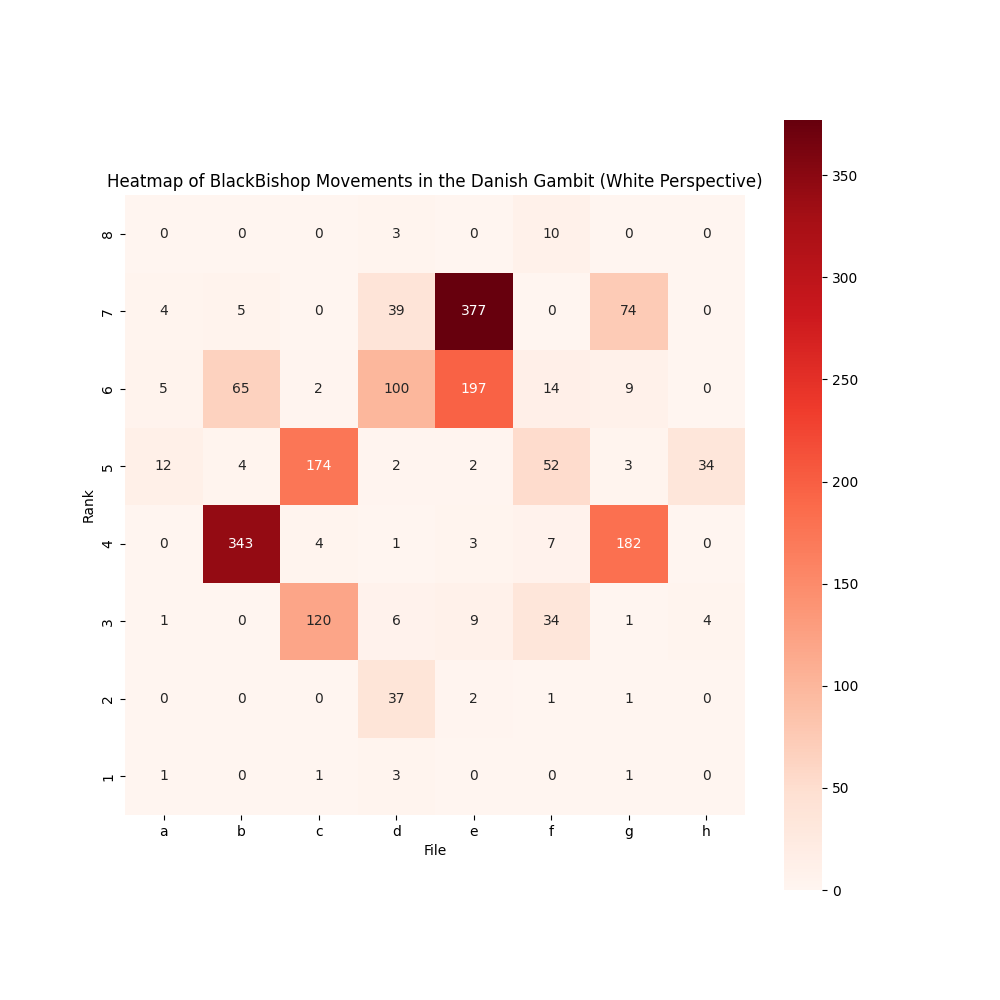 Heatmap of BlackBishop Movements in the Danish Gambit (White Perspective)
8 0 0 0 3 0 10 0 0
7 4 5 0 39 377 0 74 0
6 5 65 2 100 197 14 9 0
5 12 4 174 2 2 52 3 34
4 0 343 4 1 3 7 182 0
3 1 0 120 6 9 34 1 4
2 0 0 0 37 2 1 1 0
1 1 0 1 3 0 0 1 0
a b c d e f g h
File
Rank
350
300
250
200
150
100
50
0